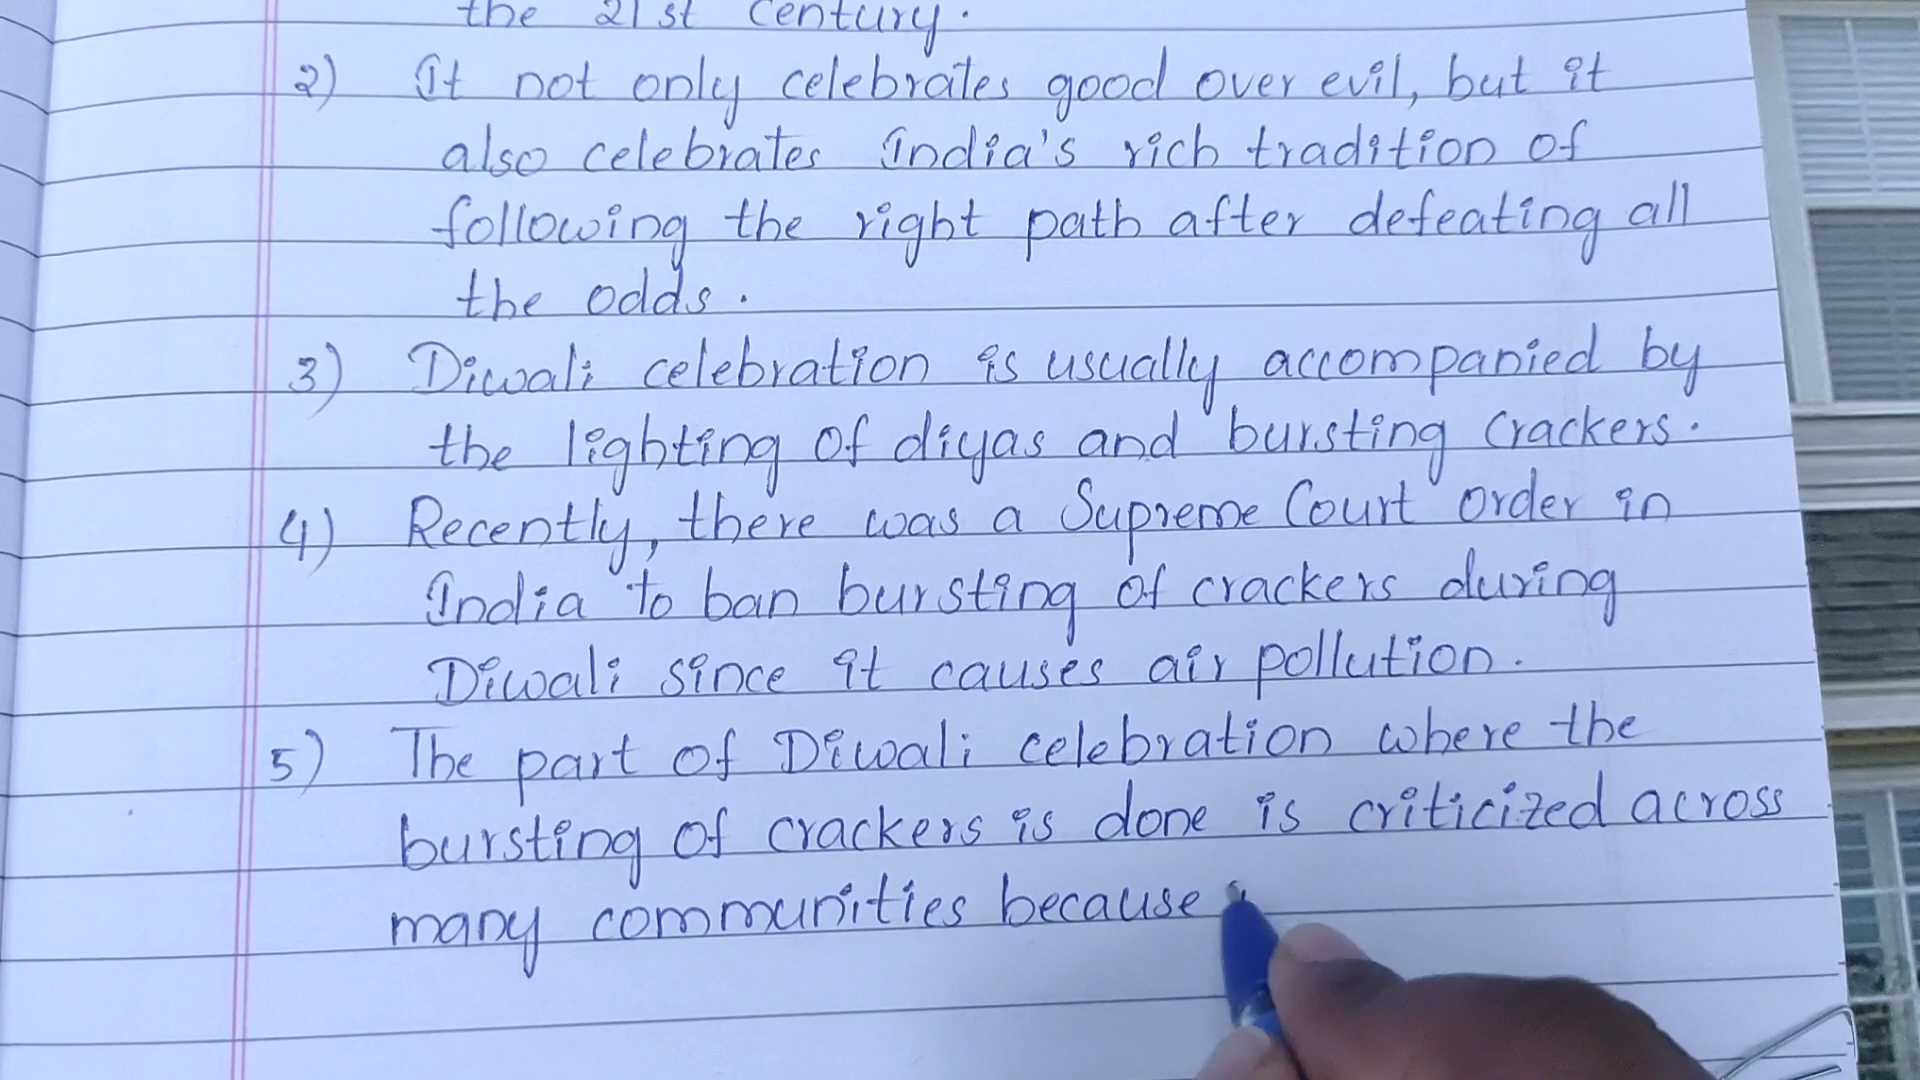 the 21st century.
2) It not only celebrates good over evil, but it
also celebrates India's rich tradition of
following the right path after defeating all
the odds.
3) Diwali celebration is usually accompanied by
the lighting of diyas and bursting crackers.
4) Recently, there was a Supreme Court order in
India to ban bursting of crackers during
Diwali since it causes air pollution.
5) The part of Diwali celebration where the
bursting of crackers is done is criticized across
many communities because